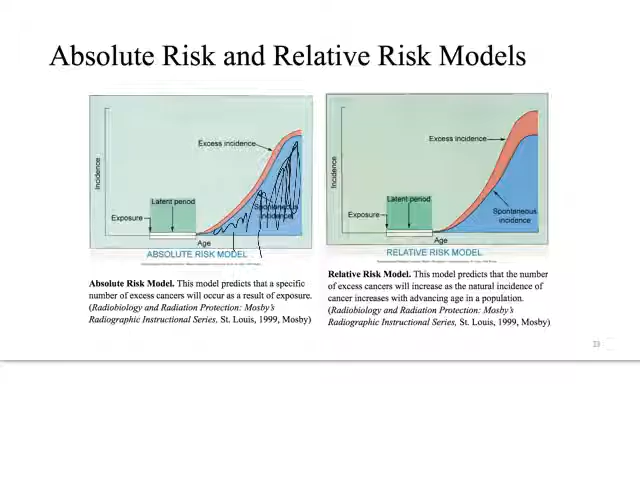 Absolute Risk and Relative Risk Models
Incidence
Excess incidence
Latent period
Exposure
Spontaneous
incidence
Age
ABSOLUTE RISK MODEL
Absolute Risk Model. This model predicts that a specific
number of excess cancers will occur as a result of exposure.
(Radiobiology and Radiation Protection: Mosby's
Radiographic Instructional Series. St. Louis, 1999, Mosby)
Incidence
Excess incidence
Latent period
Exposure
Spontaneous
incidence
Age
RELATIVE RISK MODEL
Relative Risk Model. This model predicts that the number
of excess cancers will increase as the natural incidence of
cancer increases with advancing age in a population.
(Radiobiology and Radiation Protection: Mosby's
Radiographic Instructional Series, St. Louis, 1999, Mosby)